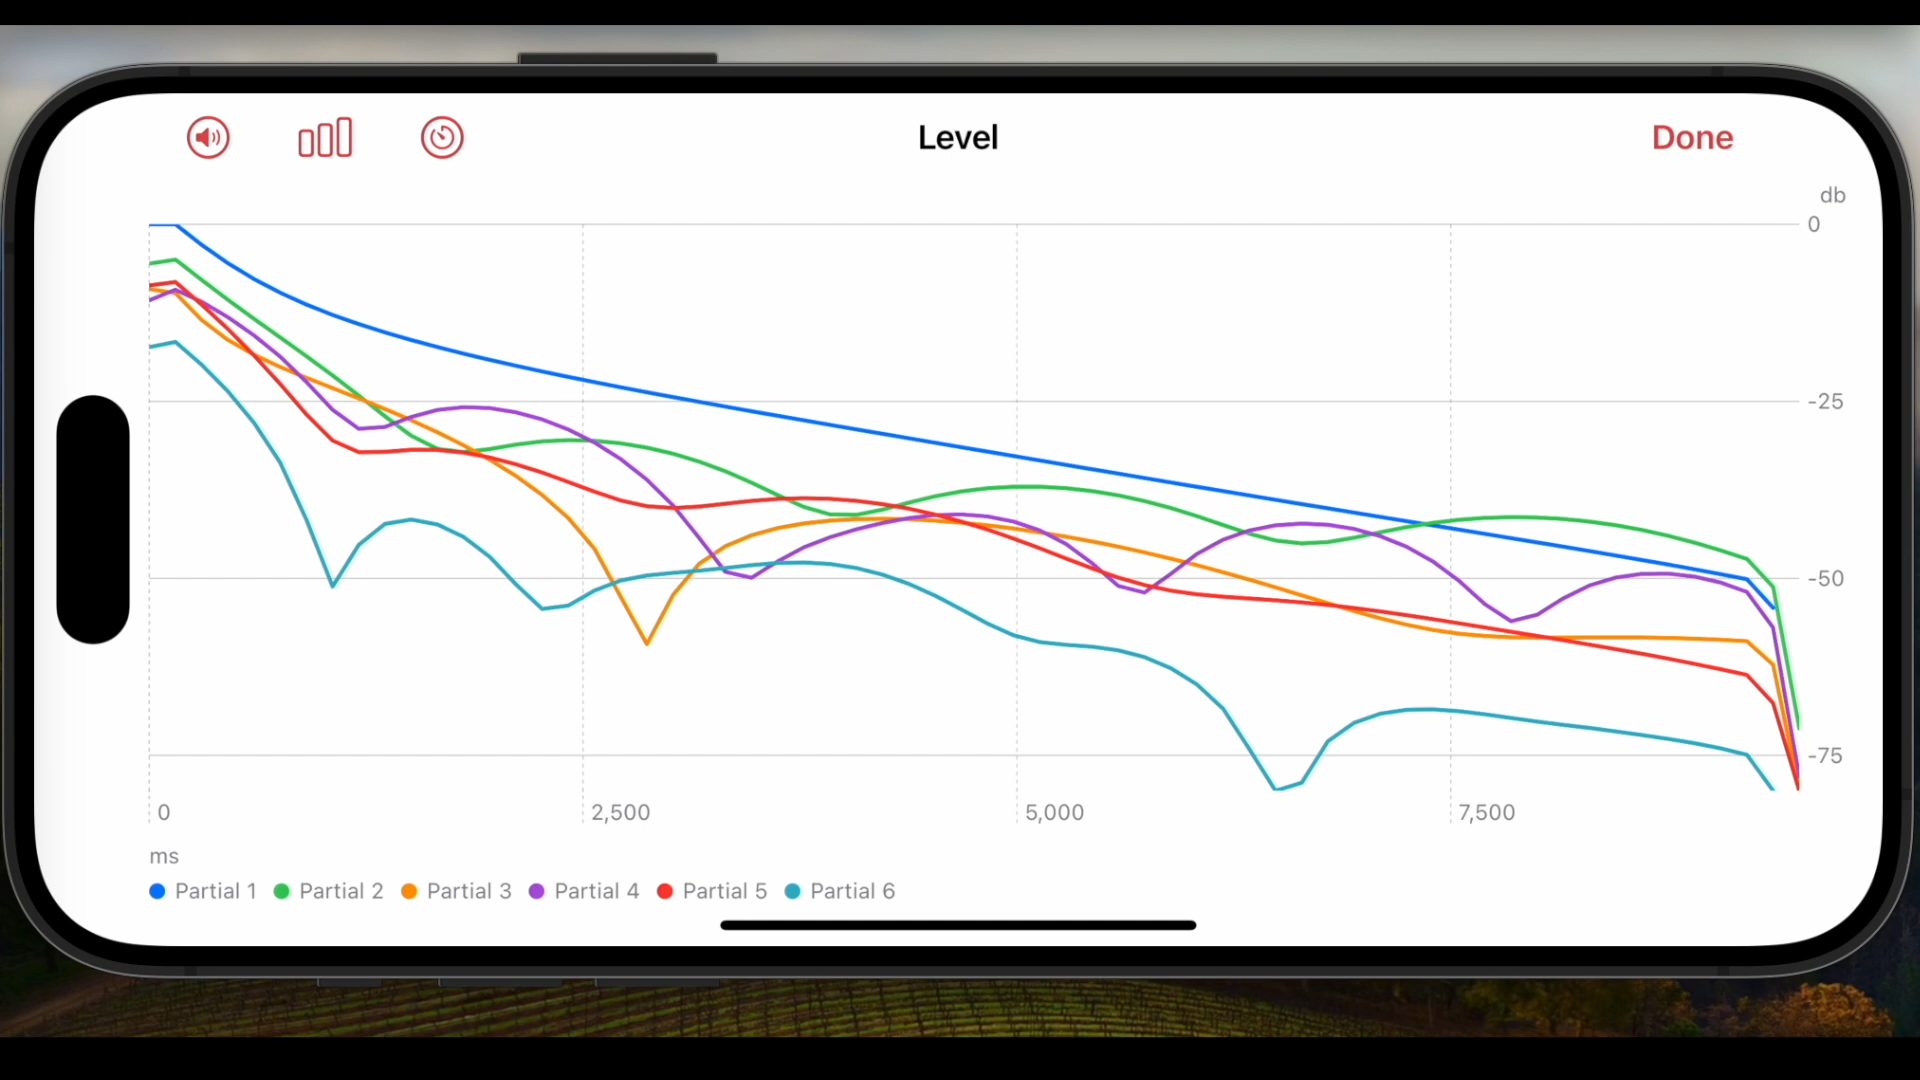 Level
Done
db
0
-25
-50
-75
0 2,500 5,000 7,500
ms
Partial 1 Partial 2 Partial 3 Partial 4 Partial 5 Partial 6